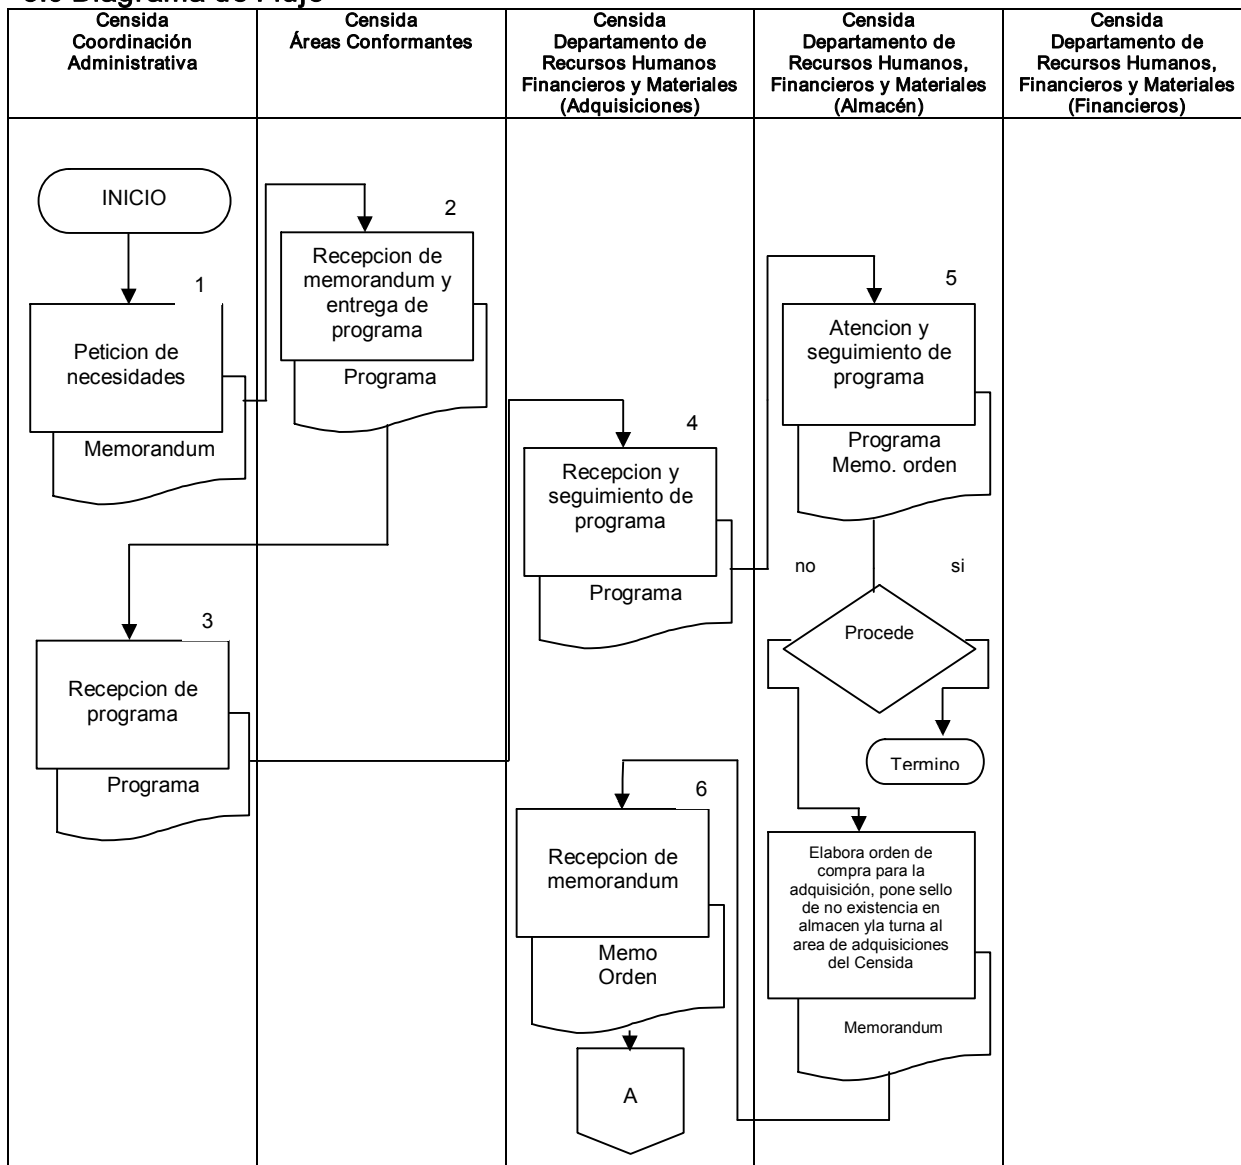 5.0 Diagrama de Flujo
Censida
Coordinación
Administrativa
Censida
Áreas Conformantes
Censida
Departamento de
Recursos Humanos
Financieros y Materiales
(Adquisiciones)
Censida
Departamento de
Recursos Humanos,
Financieros y Materiales
(Almacén)
Censida
Departamento de
Recursos Humanos,
Financieros y Materiales
(Financieros)
INICIO
1
Peticion de
necesidades
Memorandum
2
Recepcion de
memorandum y
entrega de
programa
Programa
3
Recepcion de
programa
Programa
4
Recepcion y
seguimiento de
programa
Programa
5
Atencion y
seguimiento de
programa
Programa
Memo. orden
no
si
Procede
Termino
Elabora orden de
compra para la
adquisición, pone sello
de no existencia en
almacen yla turna al
area de adquisiciones
del Censida
Memorandum
6
Recepcion de
memorandum
Memo
Orden
A